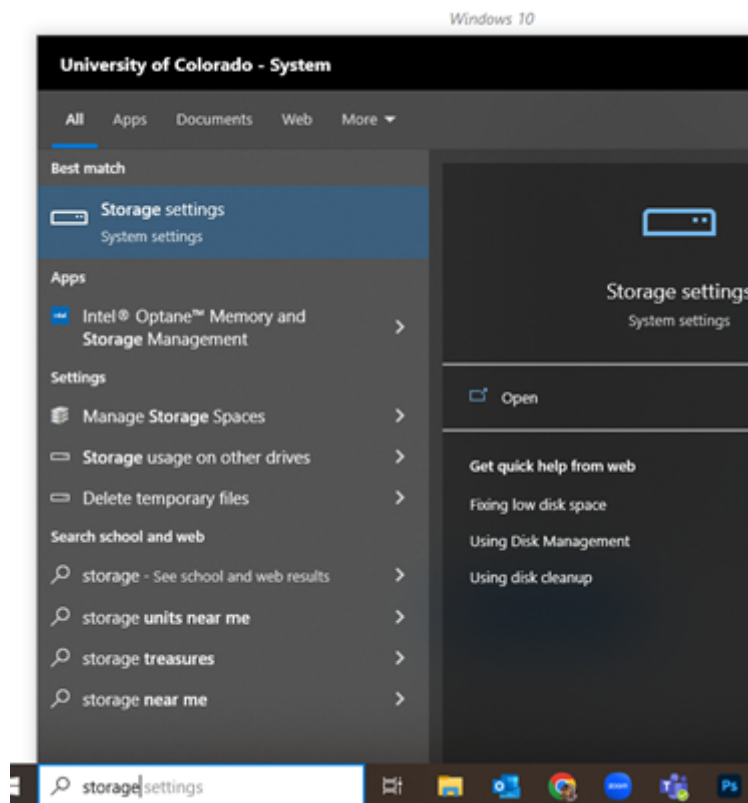 Windows 10
University of Colorado - System
All Apps Documents Web More
Best match
Storage settings
System settings
Apps
Intel® Optane™ Memory and
Storage Management
Settings
Manage Storage Spaces
Storage usage on other drives
Delete temporary files
Search school and web
storage - See school and web results
storage units near me
storage treasures
storage near me
Storage settings
System settings
Open
Get quick help from web
Fixing low disk space
Using Disk Management
Using disk cleanup
storage settings
zoom
Ps